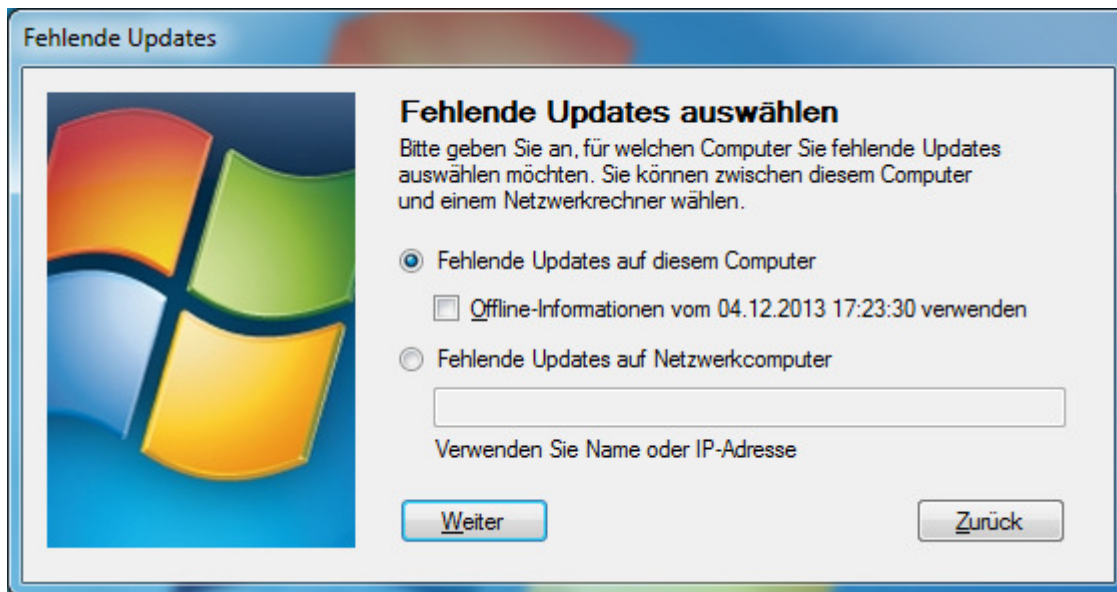 Fehlende Updates
Fehlende Updates auswählen
Bitte geben Sie an, für welchen Computer Sie fehlende Updates
auswählen möchten. Sie können zwischen diesem Computer
und einem Netzwerkrechner wählen.
Fehlende Updates auf diesem Computer
Offline-Informationen vom 04.12.2013 17:23:30 verwenden
Fehlende Updates auf Netzwerkcomputer
Verwenden Sie Name oder IP-Adresse
Weiter
Zurück